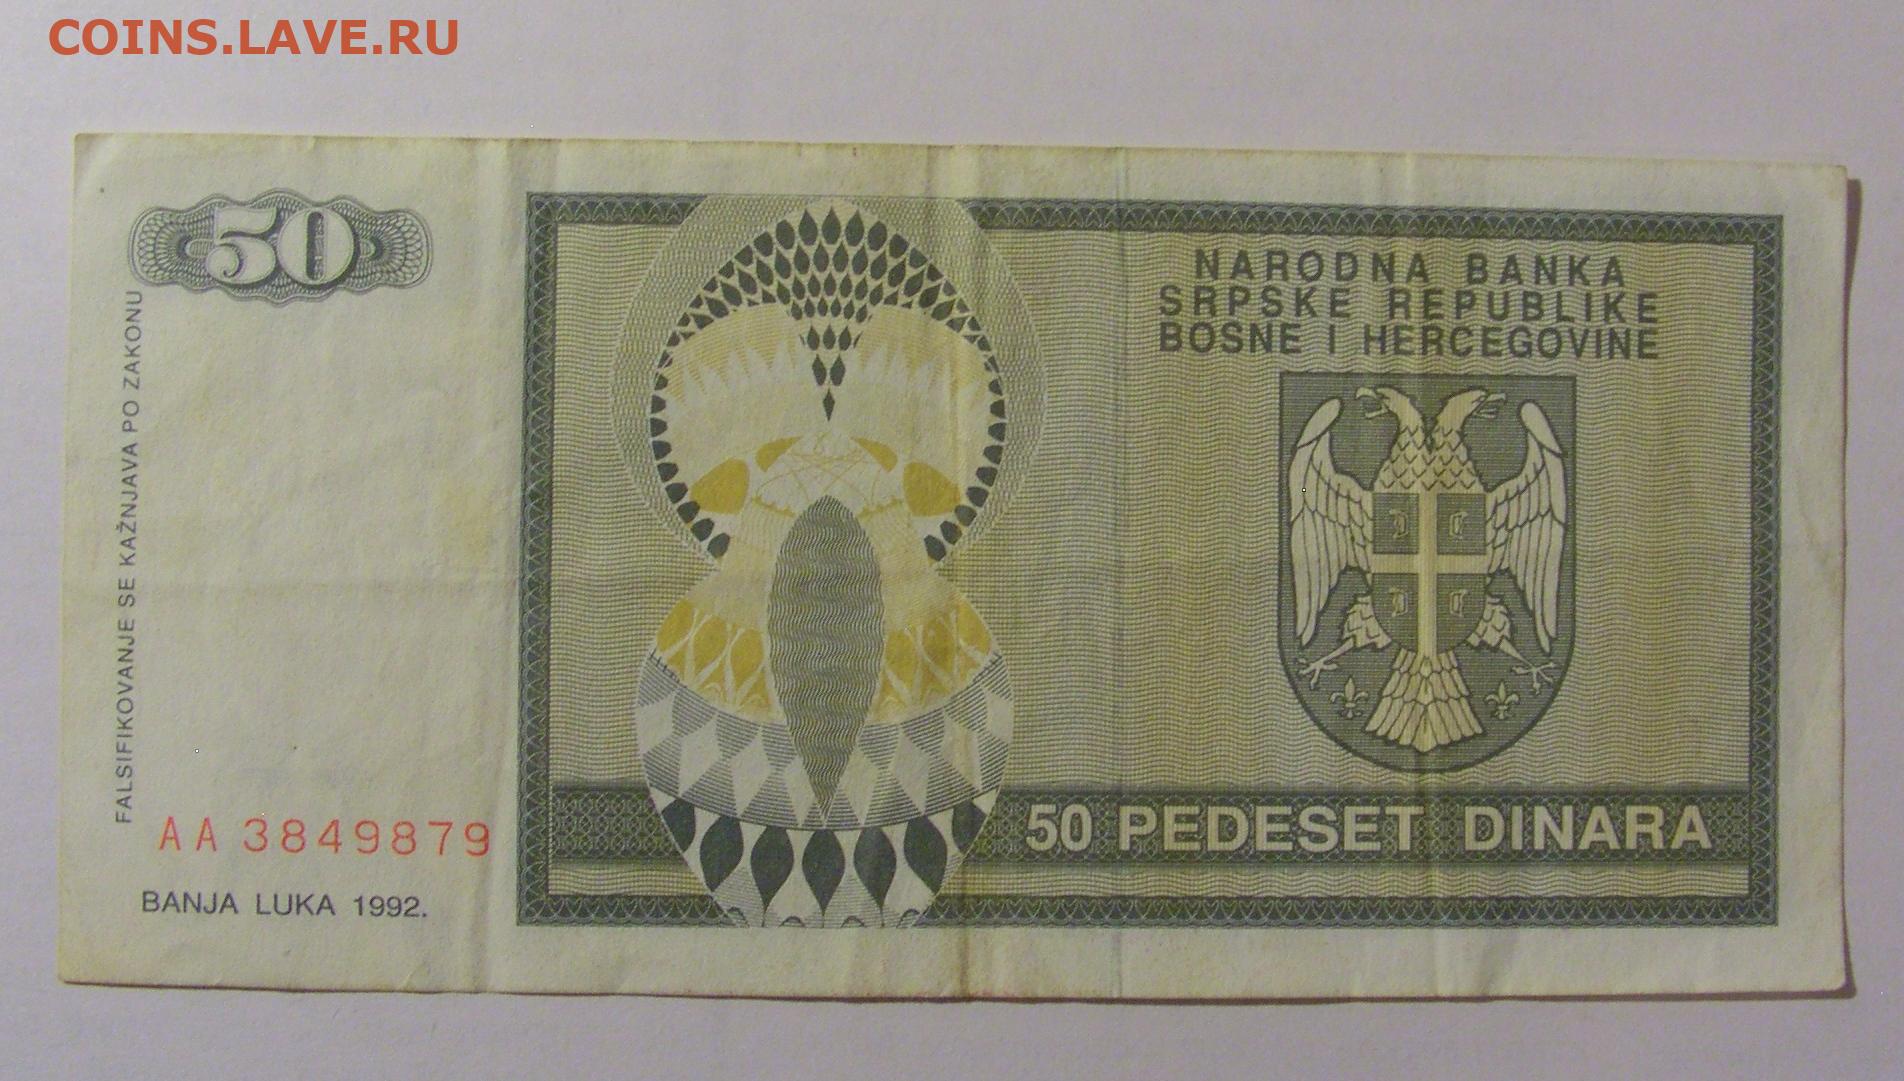 COINS.LAVE.RU
50
FALSIFIKOVANJE SE KAŽNJAVA PO ZAKONU
NARODNA BANKA
SRPSKE REPUBLIKE
BOSNE I HERCEGOVINE
50 PEDESET DINARA
AA 3849879
BANJA LUKA 1992.